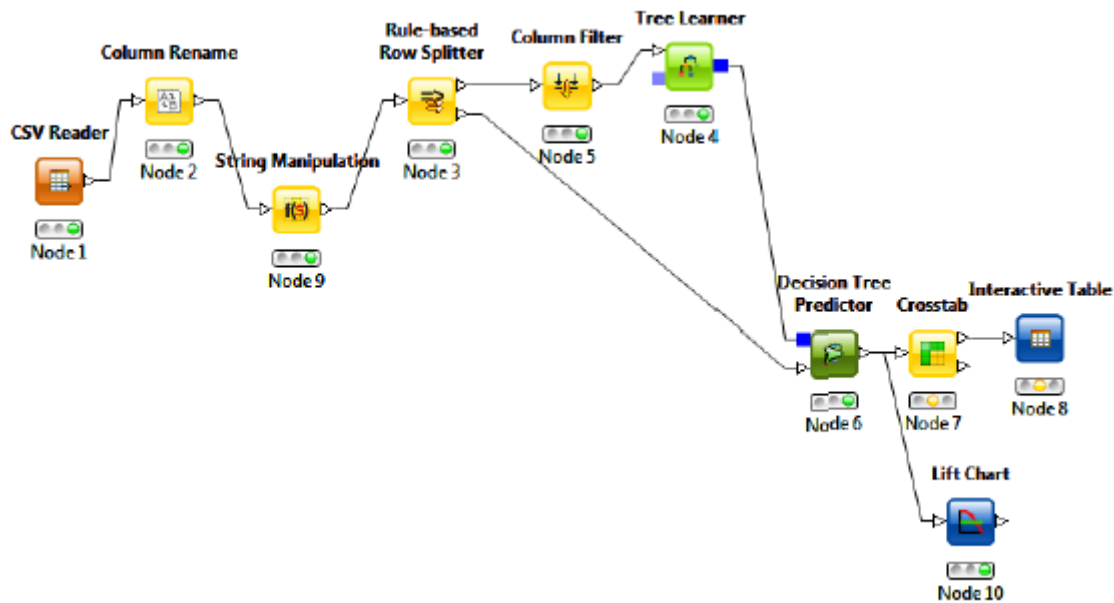 CSV Reader
Node 1
Column Rename
Node 2
String Manipulation
f(s)
Node 9
Rule-based
Row Splitter
Node 3
Column Filter
Node 5
Tree Learner
Node 4
Decision Tree
Predictor
Node 6
Crosstab
Node 7
Interactive Table
Node 8
Lift Chart
Node 10